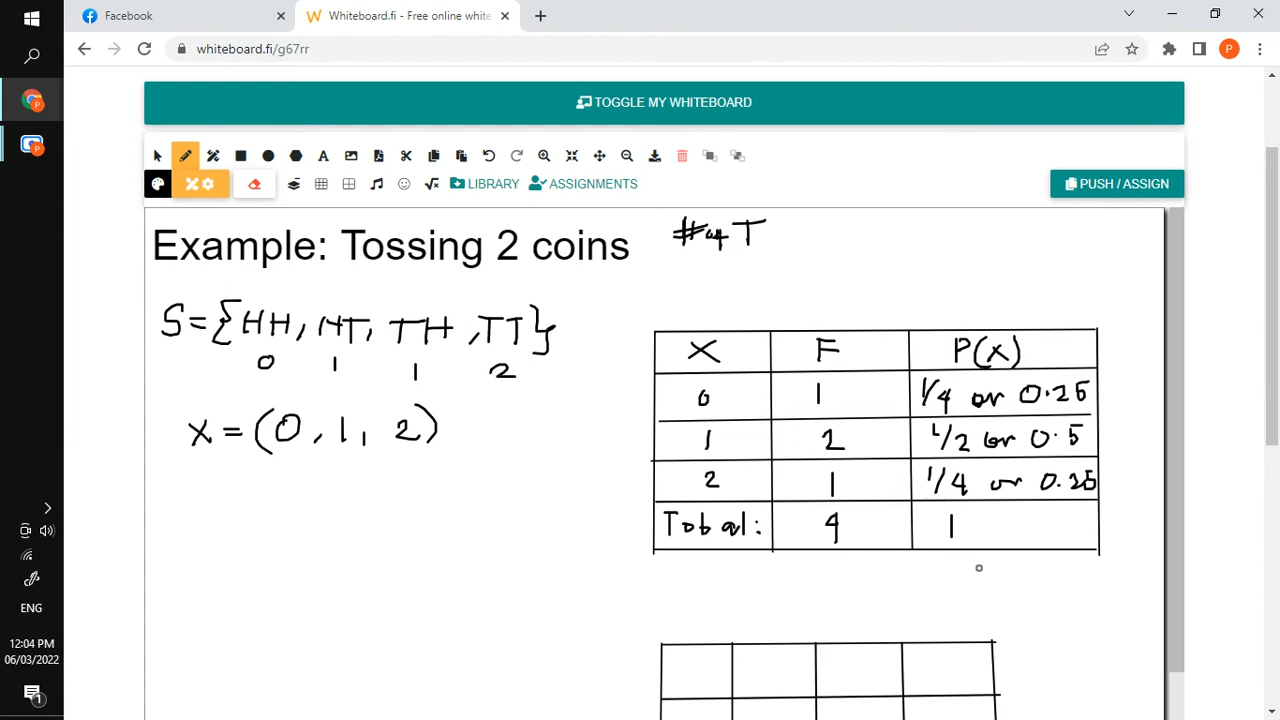 Facebook
Whiteboard.fi - Free online white
whiteboard.fi/g67rr
P
TOGGLE MY WHITEBOARD
LIBRARY
ASSIGNMENTS
PUSH / ASSIGN
Example: Tossing 2 coins
# of T
S = {HH, HT, TH, TT}
0 1 1 2
X = (0, 1, 2)
X F P(x)
0 1 1/4 or 0.25
1 2 1/2 or 0.5
2 1 1/4 or 0.25
Total: 4 1
ENG
12:04 PM
06/03/2022
1